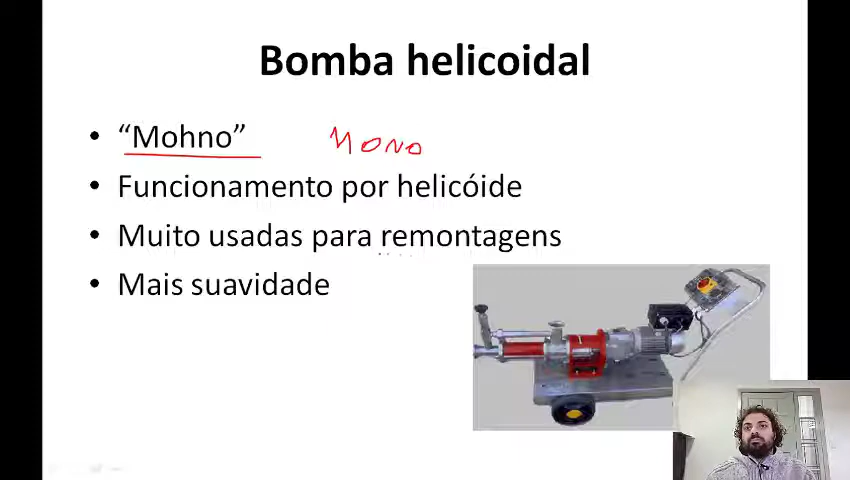 Bomba helicoidal
• “Mohno” MONO
• Funcionamento por helicóide
• Muito usadas para remontagens
• Mais suavidade